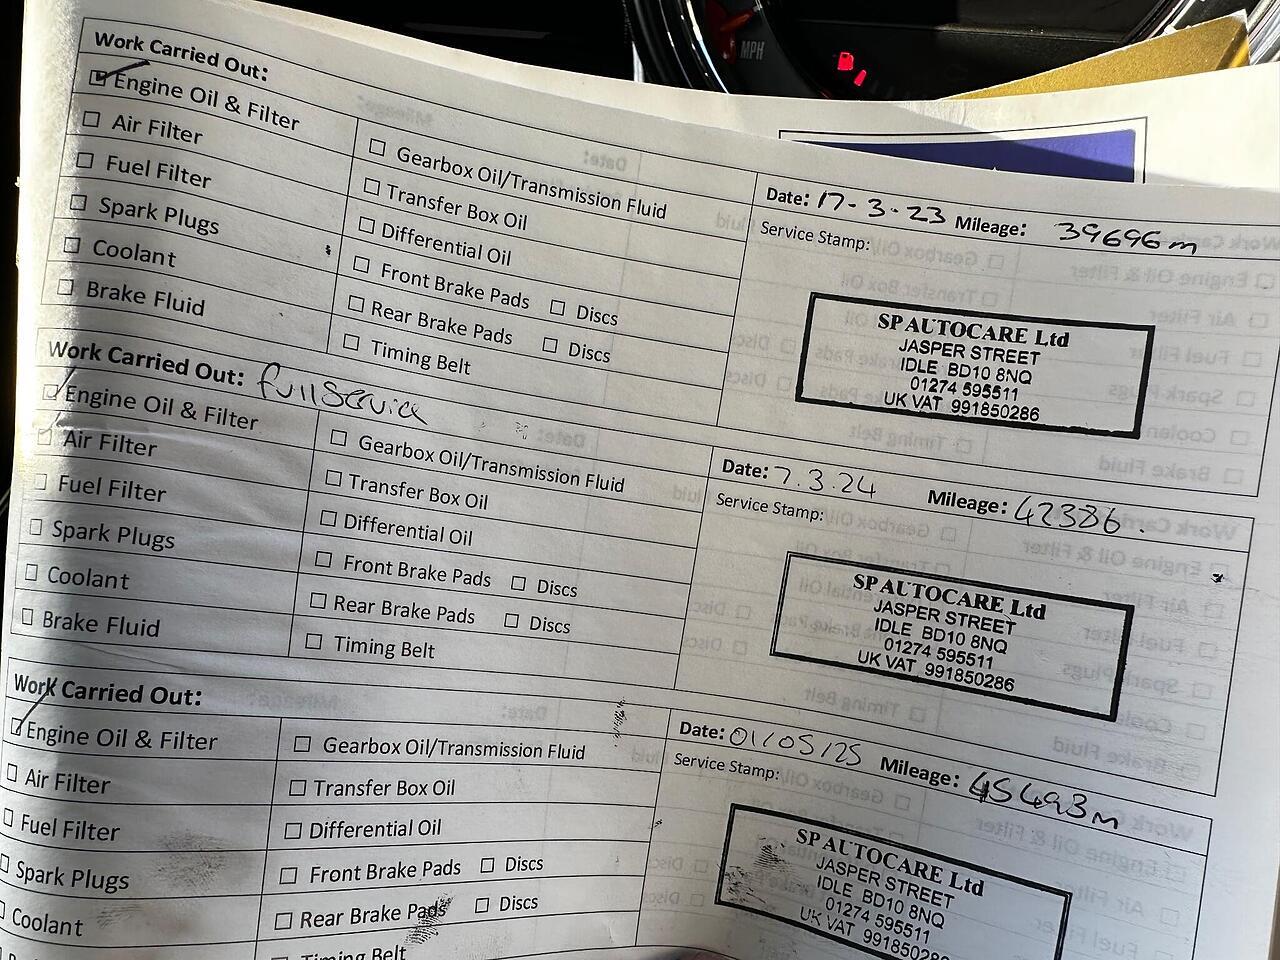 MPH
Work Carried Out:
Engine Oil & Filter
Air Filter
Fuel Filter
Spark Plugs
Coolant
Brake Fluid
Gearbox Oil/Transmission Fluid
Transfer Box Oil
Differential Oil
Front Brake Pads Discs
Rear Brake Pads Discs
Timing Belt
Date: 17-3-23 Mileage: 39696m
Service Stamp:
SP AUTOCARE Ltd
JASPER STREET
IDLE BD10 8NQ
01274 595511
UK VAT 991850286
Work Carried Out: full service
Engine Oil & Filter
Air Filter
Fuel Filter
Spark Plugs
Coolant
Brake Fluid
Gearbox Oil/Transmission Fluid
Transfer Box Oil
Differential Oil
Front Brake Pads Discs
Rear Brake Pads Discs
Timing Belt
Date: 7.3.24 Mileage: 42386.
Service Stamp:
SP AUTOCARE Ltd
JASPER STREET
IDLE BD10 8NQ
01274 595511
UK VAT 991850286
Work Carried Out:
Engine Oil & Filter
Air Filter
Fuel Filter
Spark Plugs
Coolant
Gearbox Oil/Transmission Fluid
Transfer Box Oil
Differential Oil
Front Brake Pads Discs
Rear Brake Pads Discs
Timing Belt
Date: 01/05/25 Mileage: 45493m
Service Stamp:
SP AUTOCARE Ltd
JASPER STREET
IDLE BD10 8NQ
01274 595511
UK VAT 991850286